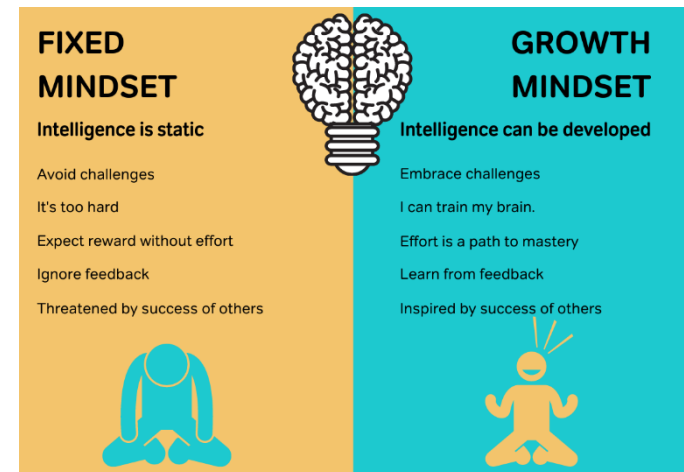 FIXED
MINDSET
Intelligence is static
Avoid challenges
It's too hard
Expect reward without effort
Ignore feedback
Threatened by success of others
GROWTH
MINDSET
Intelligence can be developed
Embrace challenges
I can train my brain.
Effort is a path to mastery
Learn from feedback
Inspired by success of others